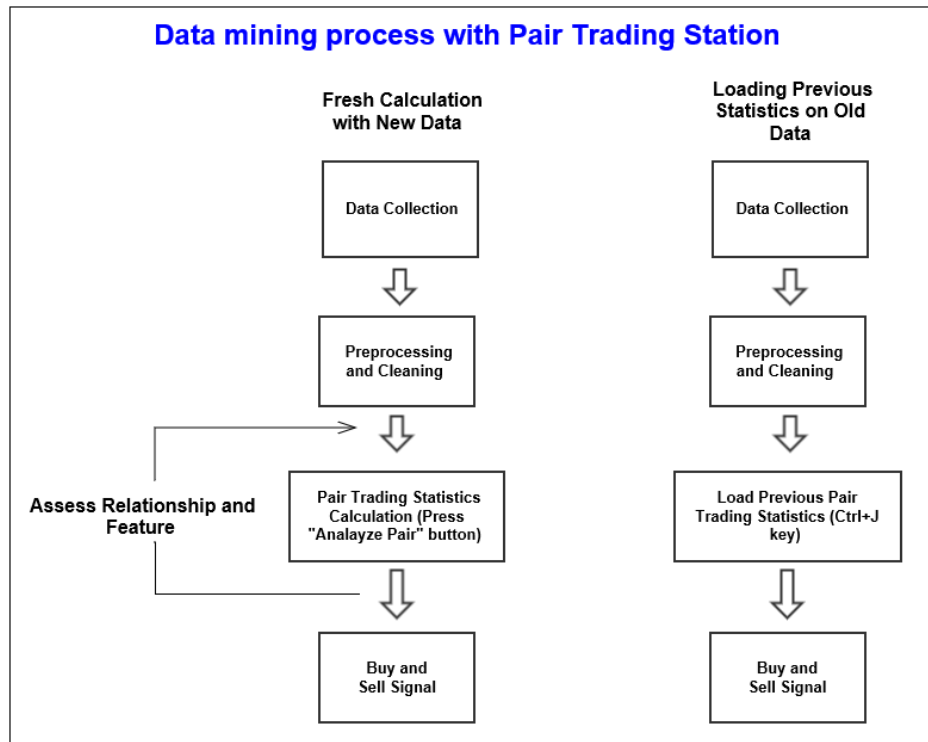 Data mining process with Pair Trading Station
Fresh Calculation
with New Data
Data Collection
Preprocessing
and Cleaning
Assess Relationship and
Feature
Pair Trading Statistics
Calculation (Press
"Analayze Pair" button)
Buy and
Sell Signal
Loading Previous
Statistics on Old
Data
Data Collection
Preprocessing
and Cleaning
Load Previous Pair
Trading Statistics (Ctrl+J
key)
Buy and
Sell Signal